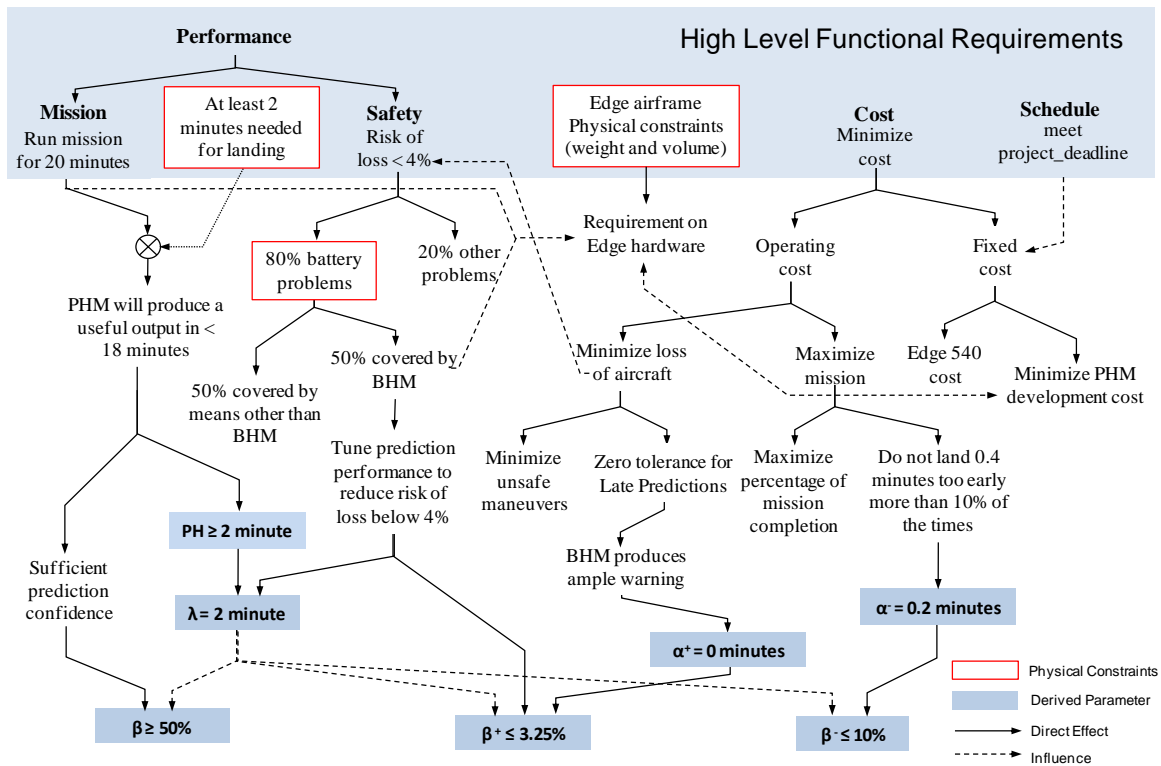 High Level Functional Requirements
Performance
Mission
Run mission
for 20 minutes
At least 2
minutes needed
for landing
Safety
Risk of
loss < 4%
Edge airframe
Physical constraints
(weight and volume)
Cost
Minimize
cost
Schedule
meet
project_deadline
80% battery
problems
20% other
problems
Requirement on
Edge hardware
Operating
cost
Fixed
cost
PHM will produce a
useful output in <
18 minutes
50% covered by
means other than
BHM
50% covered by
BHM
Minimize loss
of aircraft
Maximize
mission
Edge 540
cost
Minimize PHM
development cost
Tune prediction
performance to
reduce risk of
loss below 4%
Minimize
unsafe
maneuvers
Zero tolerance for
Late Predictions
Maximize
percentage of
mission
completion
Do not land 0.4
minutes too early
more than 10% of
the times
PH ≥ 2 minute
Sufficient
prediction
confidence
BHM produces
ample warning
λ = 2 minute
α⁻ = 0.2 minutes
α⁺ = 0 minutes
β ≥ 50%
β⁺ ≤ 3.25%
β⁻ ≤ 10%
Physical Constraints
Derived Parameter
Direct Effect
Influence